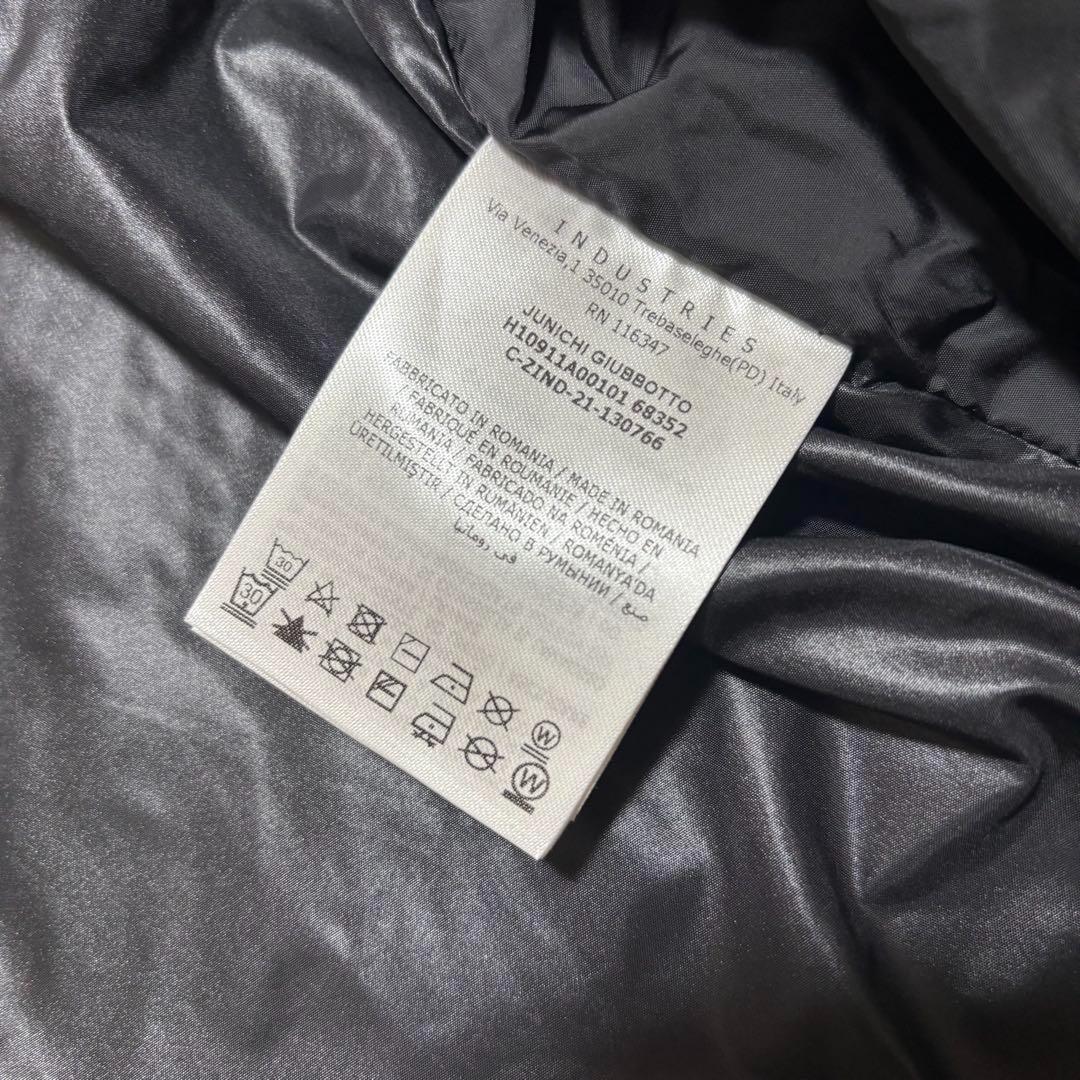 INDUSTRIES
Via Venezia,1 35010 Trebaseleghe(PD) Italy
RN 116347
JUNICHI GIUBBOTTO
H10911A00101 68352
C-2IND-21-130766
FABBRICATO IN ROMANIA / MADE IN ROMANIA
/ FABRIQUÉ EN ROUMANIE / HECHO EN
RUMANIA / FABRICADO NA ROMÉNIA /
HERGESTELLT IN RUMÄNIEN / ROMANYA'DA
ÜRETILMIŞTIR / СДЕЛАНО В РУМЫНИИ / صنع
في رومانيا
30
W
30
W